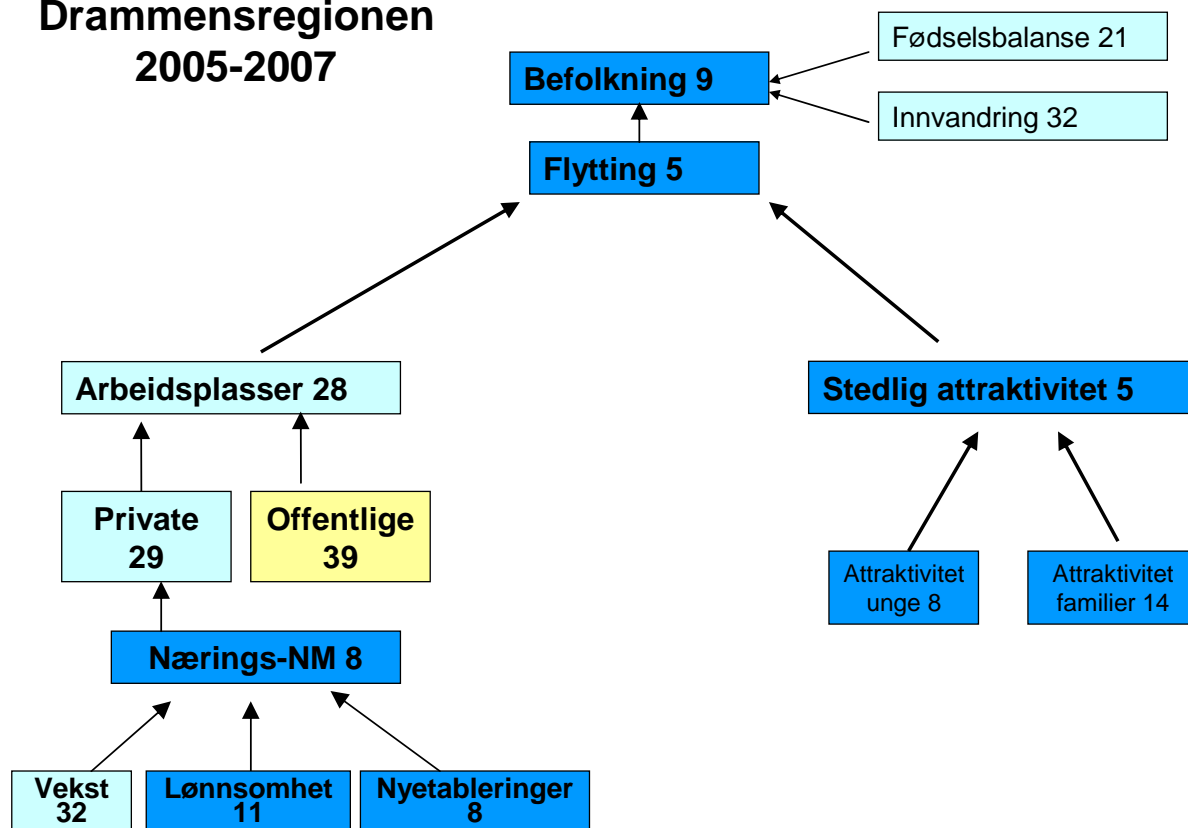 Drammensregionen
2005-2007
Fødselsbalanse 21
Befolkning 9
Innvandring 32
Flytting 5
Arbeidsplasser 28
Stedlig attraktivitet 5
Private
29
Offentlige
39
Attraktivitet
unge 8
Attraktivitet
familier 14
Nærings-NM 8
Vekst
32
Lønnsomhet
11
Nyetableringer
8